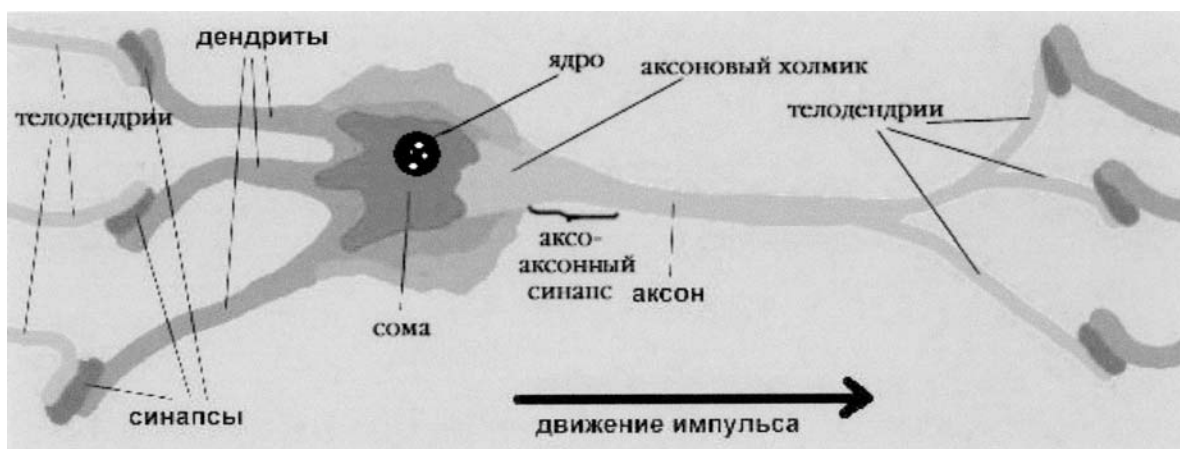 дендриты
ядро
аксоновый холмик
телодендрии
телодендрии
аксо-
аксонный
синапс
аксон
сома
синапсы
движение импульса